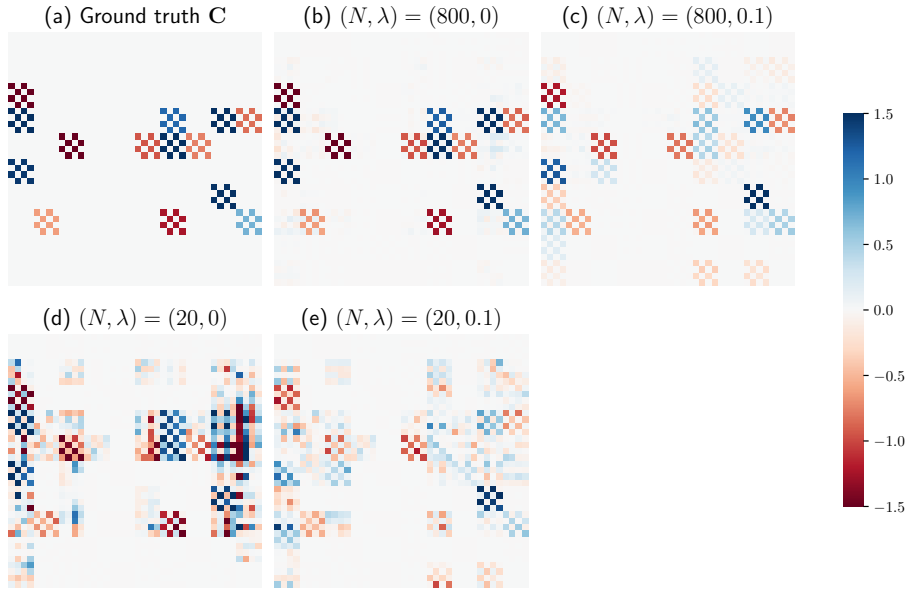 (a) Ground truth C
(b) (N, λ) = (800, 0)
(c) (N, λ) = (800, 0.1)
(d) (N, λ) = (20, 0)
(e) (N, λ) = (20, 0.1)
1.5
1.0
0.5
0.0
−0.5
−1.0
−1.5